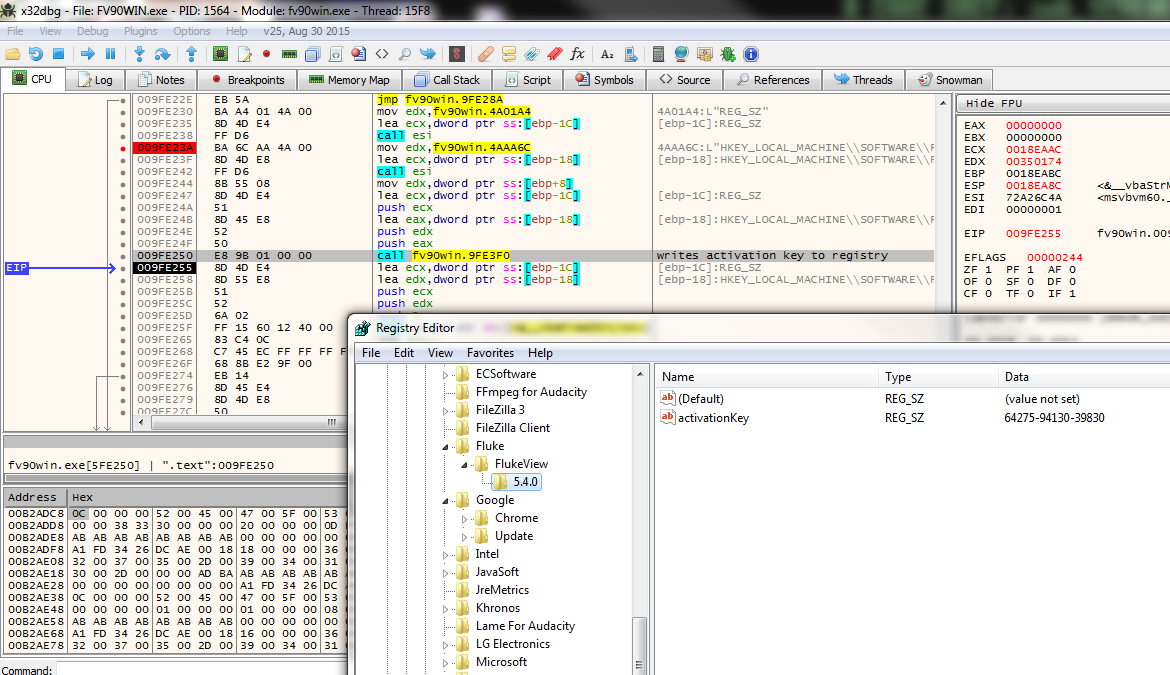 x32dbg - File: FV90WIN.exe - PID: 1564 - Module: fv90win.exe - Thread: 15F8
File View Debug Plugins Options Help v25, Aug 30 2015
CPU Log Notes Breakpoints Memory Map Call Stack Script Symbols Source References Threads Snowman
009FE22E EB 5A jmp fv90win.9FE28A
009FE230 BA A4 01 4A 00 mov edx,fv90win.4A01A4 4A01A4:L"REG_SZ"
009FE235 8D 4D E4 lea ecx,dword ptr ss:[ebp-1C] [ebp-1C]:REG_SZ
009FE238 FF D6 call esi
009FE23A BA 6C AA 4A 00 mov edx,fv90win.4AAA6C 4AAA6C:L"HKEY_LOCAL_MACHINE\\SOFTWARE\\F
009FE23F 8D 4D E8 lea ecx,dword ptr ss:[ebp-18] [ebp-18]:HKEY_LOCAL_MACHINE\\SOFTWARE\\F
009FE242 FF D6 call esi
009FE244 8B 55 08 mov edx,dword ptr ss:[ebp+8]
009FE247 8D 4D E4 lea ecx,dword ptr ss:[ebp-1C] [ebp-1C]:REG_SZ
009FE24A 51 push ecx
009FE24B 8D 45 E8 lea eax,dword ptr ss:[ebp-18] [ebp-18]:HKEY_LOCAL_MACHINE\\SOFTWARE\\F
009FE24E 52 push edx
009FE24F 50 push eax
009FE250 E8 9B 01 00 00 call fv90win.9FE3F0 writes activation key to registry
EIP 009FE255 8D 4D E4 lea ecx,dword ptr ss:[ebp-1C] [ebp-1C]:REG_SZ
009FE258 8D 55 E8 lea edx,dword ptr ss:[ebp-18] [ebp-18]:HKEY_LOCAL_MACHINE\\SOFTWARE\\F
009FE25B 51 push ecx
009FE25C 52 push edx
009FE25D 6A 02
009FE25F FF 15 60 12 40 00
009FE265 83 C4 0C
009FE268 C7 45 EC FF FF FF F
009FE26F 68 8B E2 9F 00
009FE274 EB 14
009FE276 8D 45 E4
009FE279 8D 4D E8
009FE27C 50
Hide FPU
EAX 00000000
EBX 00000000
ECX 0018EAAC
EDX 00350174
EBP 0018EABC
ESP 0018EA8C <&__vbaStrM
ESI 72A26C4A <msvbvm60._
EDI 00000001
EIP 009FE255 fv90win.009
EFLAGS 00000244
ZF 1 PF 1 AF 0
OF 0 SF 0 DF 0
CF 0 TF 0 IF 1
fv90win.exe[5FE250] | ".text":009FE250
Address Hex
00B2ADC8 0C 00 00 00 52 00 45 00 47 00 5F 00 53
00B2ADD8 00 00 38 33 30 00 00 00 20 00 00 00 0D
00B2ADE8 AB AB AB AB AB AB AB AB 00 00 00 00 00
00B2ADF8 A1 FD 34 26 DC AE 00 18 18 00 00 00 36
00B2AE08 32 00 37 00 35 00 2D 00 39 00 34 00 31
00B2AE18 30 00 2D 00 00 00 AD BA AB AB AB AB AB
00B2AE28 00 00 00 00 00 00 00 00 A1 FD 34 26 DC
00B2AE38 0C 00 00 00 52 00 45 00 47 00 5F 00 53
00B2AE48 00 00 00 00 01 00 00 00 01 00 00 00 08
00B2AE58 AB AB AB AB AB AB AB AB 00 00 00 00 00
00B2AE68 A1 FD 34 26 DC AE 00 18 16 00 00 00 36
00B2AE78 32 00 37 00 35 00 2D 00 39 00 34 00 31
Command:
Registry Editor
File Edit View Favorites Help
ECSoftware
FFmpeg for Audacity
FileZilla 3
FileZilla Client
Fluke
FlukeView
5.4.0
Google
Chrome
Update
Intel
JavaSoft
JreMetrics
Khronos
Lame For Audacity
LG Electronics
Microsoft
Name Type Data
(Default) REG_SZ (value not set)
activationKey REG_SZ 64275-94130-39830